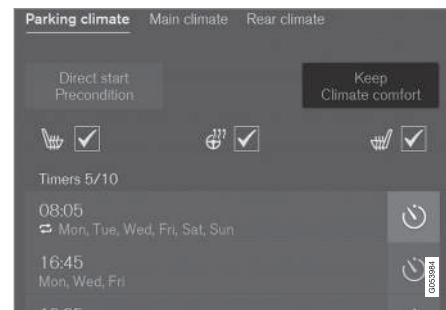 Parking climate Main climate Rear climate
Direct start
Precondition
Keep
Climate comfort
Timers 5/10
08:05
Mon, Tue, Wed, Fri, Sat, Sun
16:45
Mon, Wed, Fri
G053984